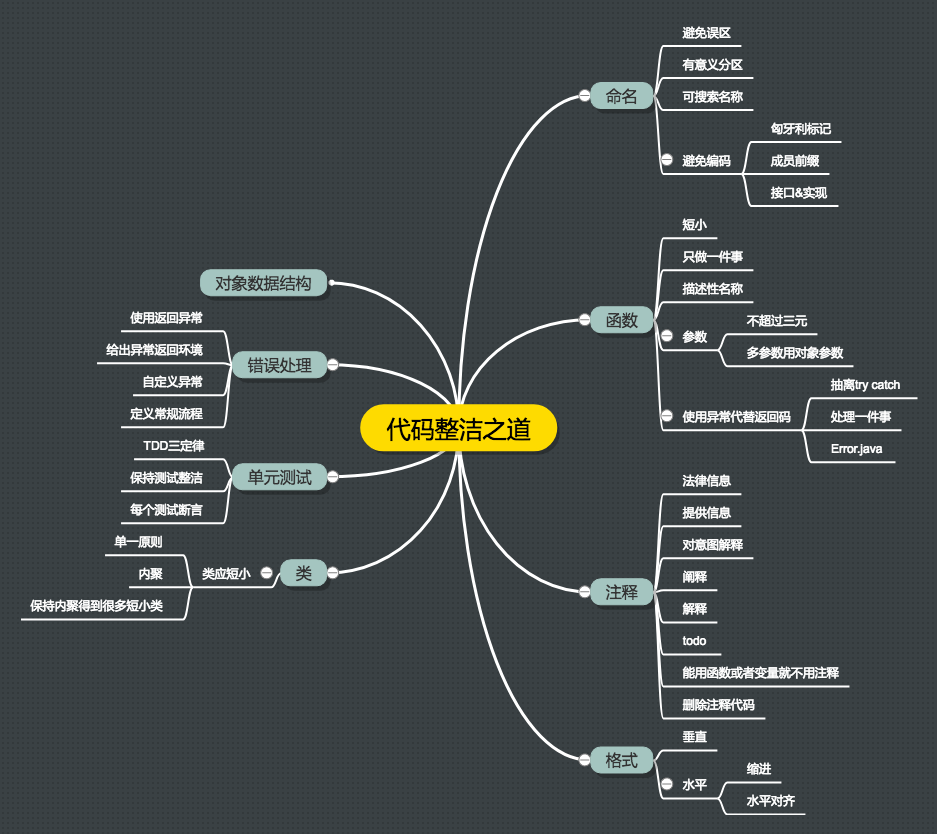 代码整洁之道
命名
避免误区
有意义分区
可搜索名称
避免编码
匈牙利标记
成员前缀
接口&实现
函数
短小
只做一件事
描述性名称
参数
不超过三元
多参数用对象参数
使用异常代替返回码
抽离try catch
处理一件事
Error.java
注释
法律信息
提供信息
对意图解释
阐释
解释
todo
能用函数或者变量就不用注释
删除注释代码
格式
垂直
水平
缩进
水平对齐
对象数据结构
错误处理
使用返回异常
给出异常返回环境
自定义异常
定义常规流程
单元测试
TDD三定律
保持测试整洁
每个测试断言
类
类应短小
单一原则
内聚
保持内聚得到很多短小类